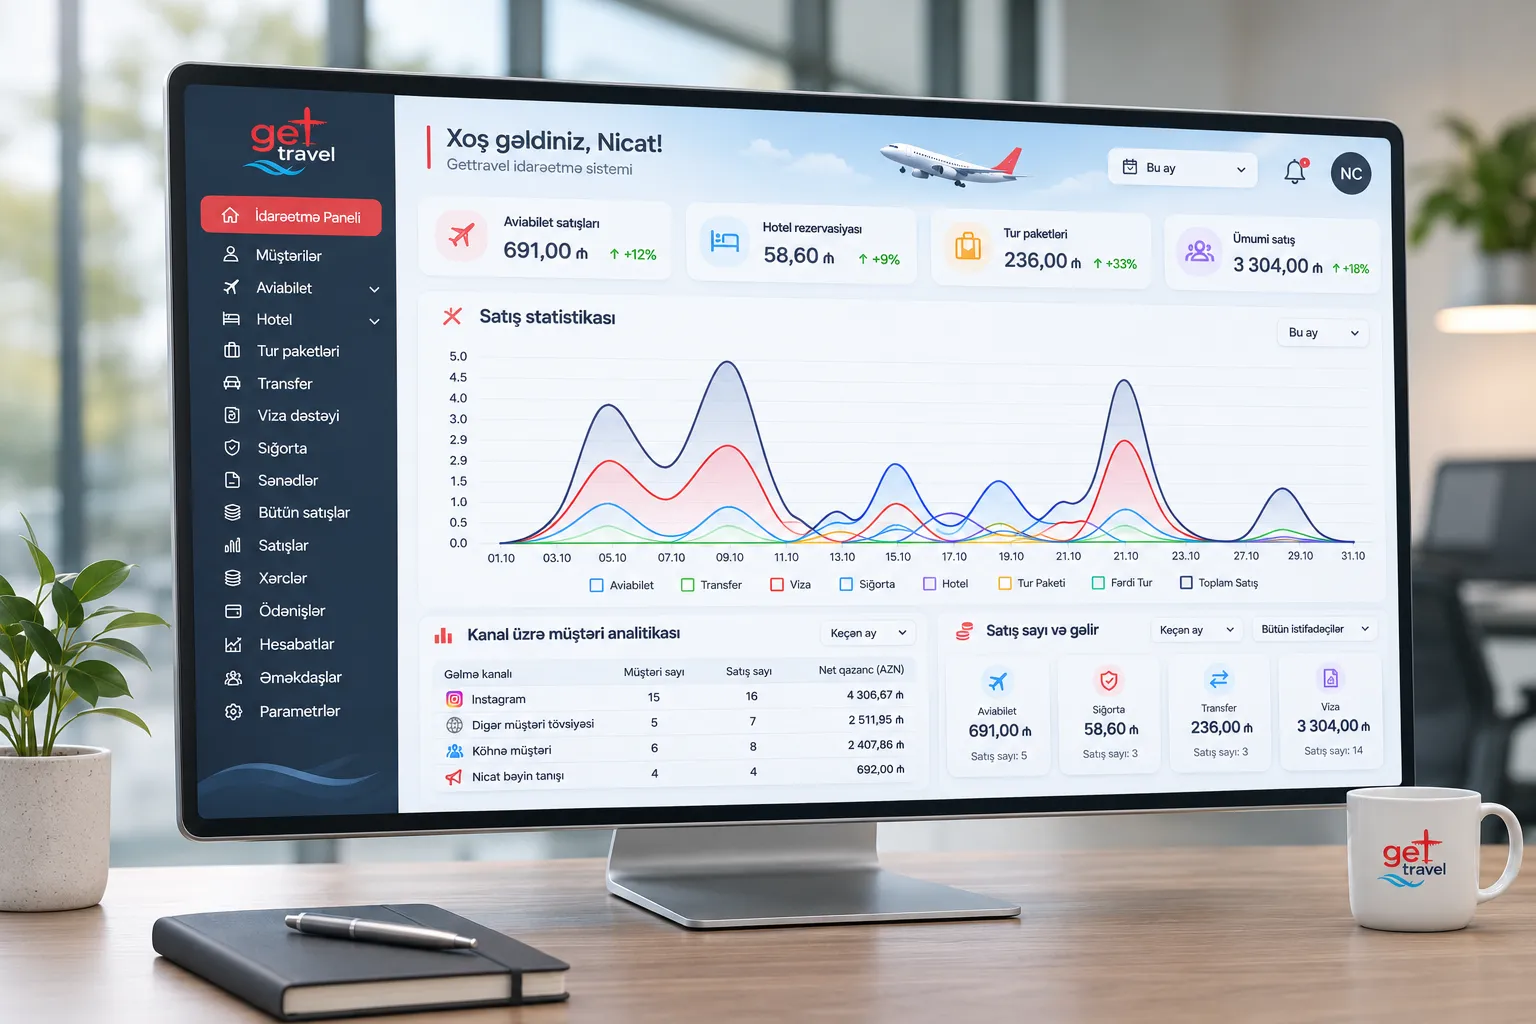 get
travel
İdarəetmə Paneli
Müştərilər
Aviabilet
Hotel
Tur paketləri
Transfer
Viza dəstəyi
Sığorta
Sənədlər
Bütün satışlar
Satışlar
Xərclər
Ödənişlər
Hesabatlar
Əməkdaşlar
Parametrlər
Xoş gəldiniz, Nicat!
Gettravel idarəetmə sistemi
Bu ay
NC
Aviabilet satışları
691,00 ₼ ↑ +12%
Hotel rezervasiyası
58,60 ₼ ↑ +9%
Tur paketləri
236,00 ₼ ↑ +33%
Ümumi satış
3 304,00 ₼ ↑ +18%
Satış statistikası
Bu ay
5.0
4.5
4.0
3.0
2.9
2.9
1.5
1.0
0.5
0.0
01.10 03.10 05.10 07.10 09.10 11.10 13.10 15.10 17.10 19.10 21.10 21.10 23.10 27.10 29.10 31.10
Aviabilet Transfer Viza Sığorta Hotel Tur Paketi Fərdi Tur Toplam Satış
Kanal üzrə müştəri analitikası
Keçən ay
Gəlmə kanalı Müştəri sayı Satış sayı Net qazanc (AZN)
Instagram 15 16 4 306,67 ₼
Digər müştəri tövsiyəsi 5 7 2 511,95 ₼
Köhnə müştəri 6 8 2 407,86 ₼
Nicat bəyin tanışı 4 4 692,00 ₼
Satış sayı və gəlir
Keçən ay
Bütün istifadəçilər
Aviabilet
691,00 ₼
Satış sayı: 5
Sığorta
58,60 ₼
Satış sayı: 3
Transfer
236,00 ₼
Satış sayı: 3
Viza
3 304,00 ₼
Satış sayı: 14
get
travel